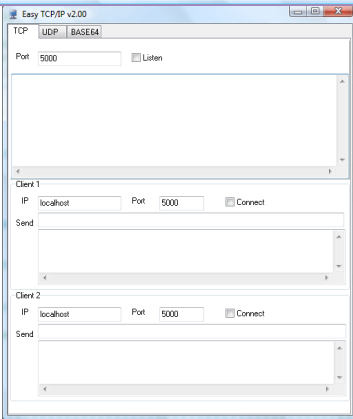 Easy TCP/IP v2.00
TCP UDP BASE64
Port 5000 Listen
Client 1
IP localhost Port 5000 Connect
Send
Client 2
IP localhost Port 5000 Connect
Send